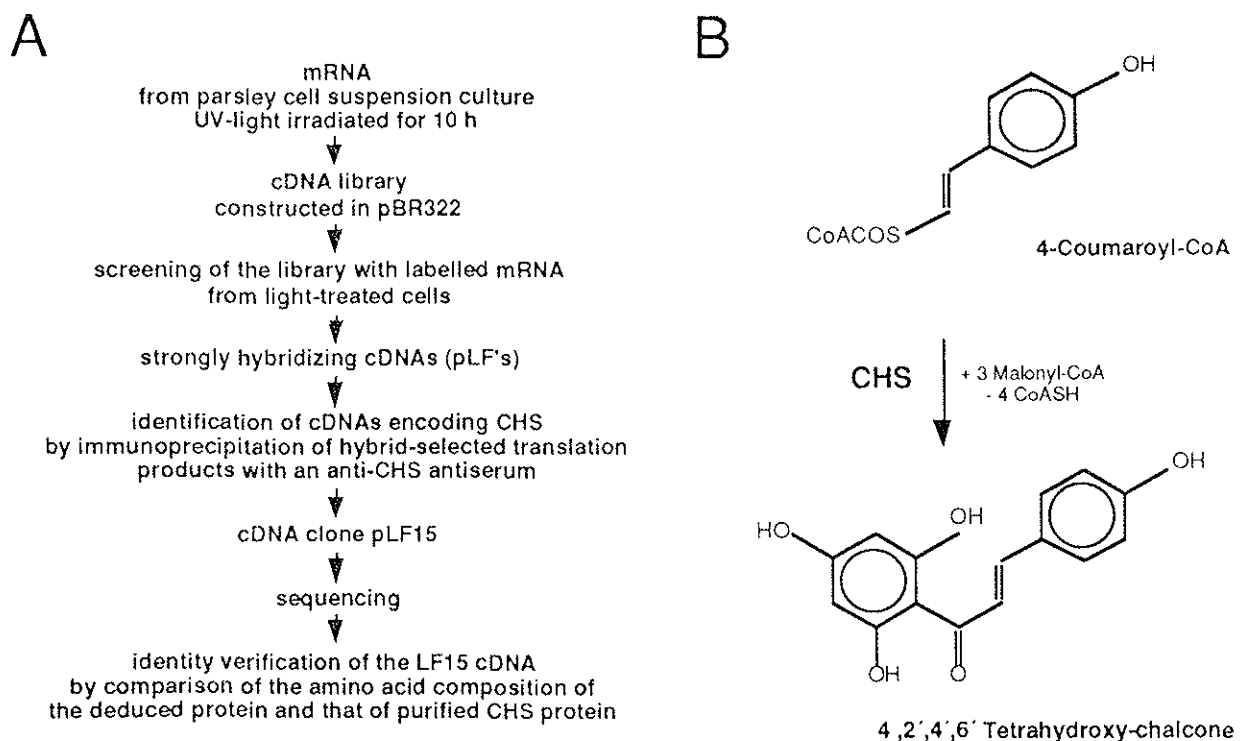 A
mRNA
from parsley cell suspension culture
UV-light irradiated for 10 h
cDNA library
constructed in pBR322
screening of the library with labelled mRNA
from light-treated cells
strongly hybridizing cDNAs (pLF's)
identification of cDNAs encoding CHS
by immunoprecipitation of hybrid-selected translation
products with an anti-CHS antiserum
cDNA clone pLF15
sequencing
identity verification of the LF15 cDNA
by comparison of the amino acid composition of
the deduced protein and that of purified CHS protein
B
OH
CoACOS
4-Coumaroyl-CoA
CHS
+ 3 Malonyl-CoA
- 4 CoASH
OH
HO
OH
OH
O
4,2´,4´,6´ Tetrahydroxy-chalcone